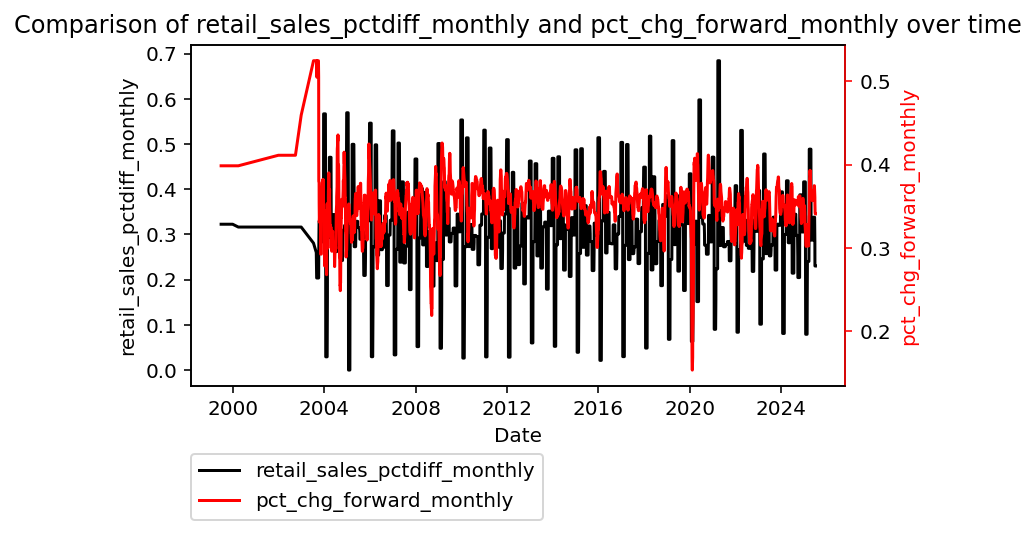 Comparison of retail_sales_pctdiff_monthly and pct_chg_forward_monthly over time
retail_sales_pctdiff_monthly
0.7
0.6
0.5
0.4
0.3
0.2
0.1
0.0
0.5
0.4
0.3
0.2
pct_chg_forward_monthly
2000 2004 2008 2012 2016 2020 2024
Date
retail_sales_pctdiff_monthly
pct_chg_forward_monthly